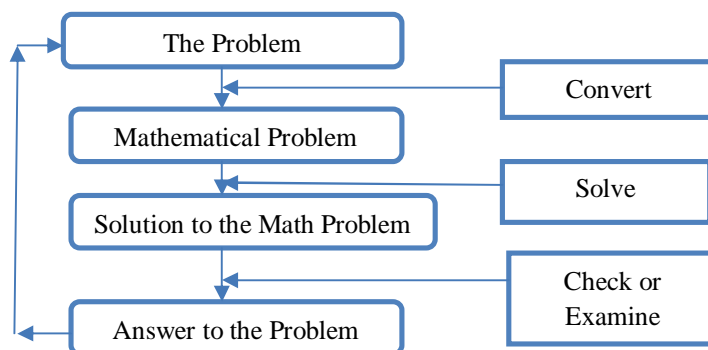 The Problem
Convert
Mathematical Problem
Solve
Solution to the Math Problem
Check or
Examine
Answer to the Problem